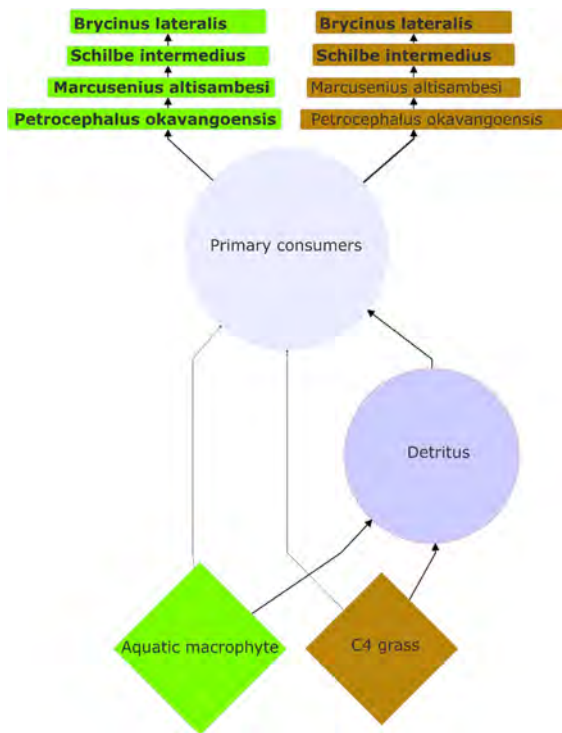 Brycinus lateralis
Schilbe intermedius
Marcusenius altisambesi
Petrocephalus okavangoensis
Brycinus lateralis
Schilbe intermedius
Marcusenius altisambesi
Petrocephalus okavangoensis
Primary consumers
Detritus
Aquatic macrophyte
C4 grass